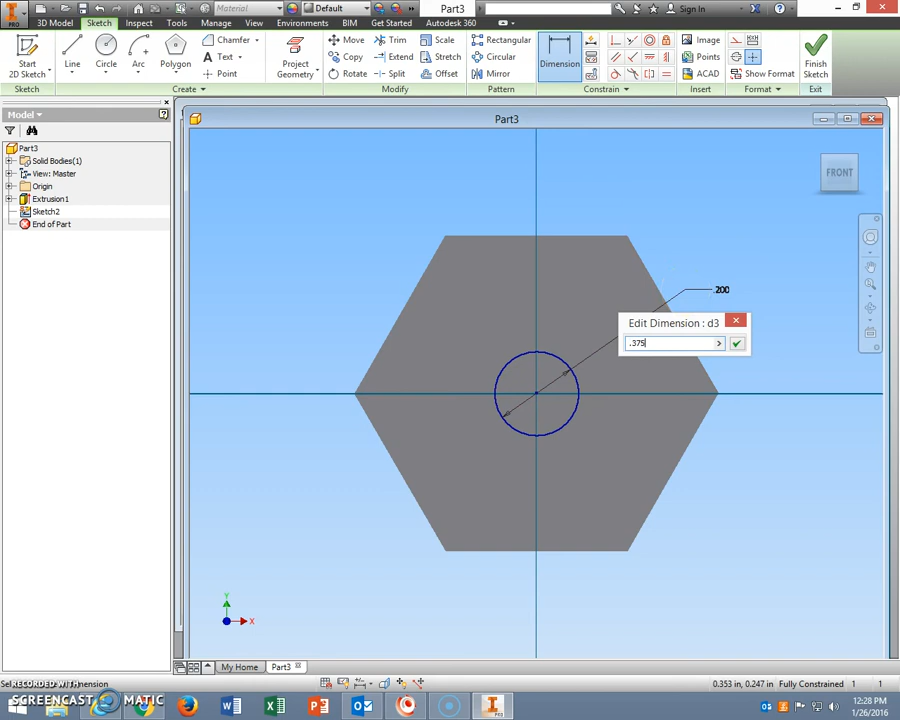 PRO
Material
Default
Part3
Sign In
3D Model
Sketch
Inspect
Tools
Manage
View
Environments
BIM
Get Started
Autodesk 360
Start
2D Sketch
Line
Circle
Arc
Polygon
Chamfer
Text
Point
Project
Geometry
Move
Copy
Rotate
Trim
Extend
Split
Scale
Stretch
Offset
Rectangular
Circular
Mirror
Dimension
Image
Points
ACAD
Show Format
Finish
Sketch
Sketch
Create
Modify
Pattern
Constrain
Insert
Format
Exit
Model
Part3
Solid Bodies(1)
View: Master
Origin
Extrusion1
Sketch2
End of Part
Part3
FRONT
.200
Edit Dimension : d3
.375
Y
X
My Home
Part3
RECORDED WITH
SCREENCAST MATIC
0.353 in, 0.247 in
Fully Constrained
1
1
12:28 PM
1/26/2016